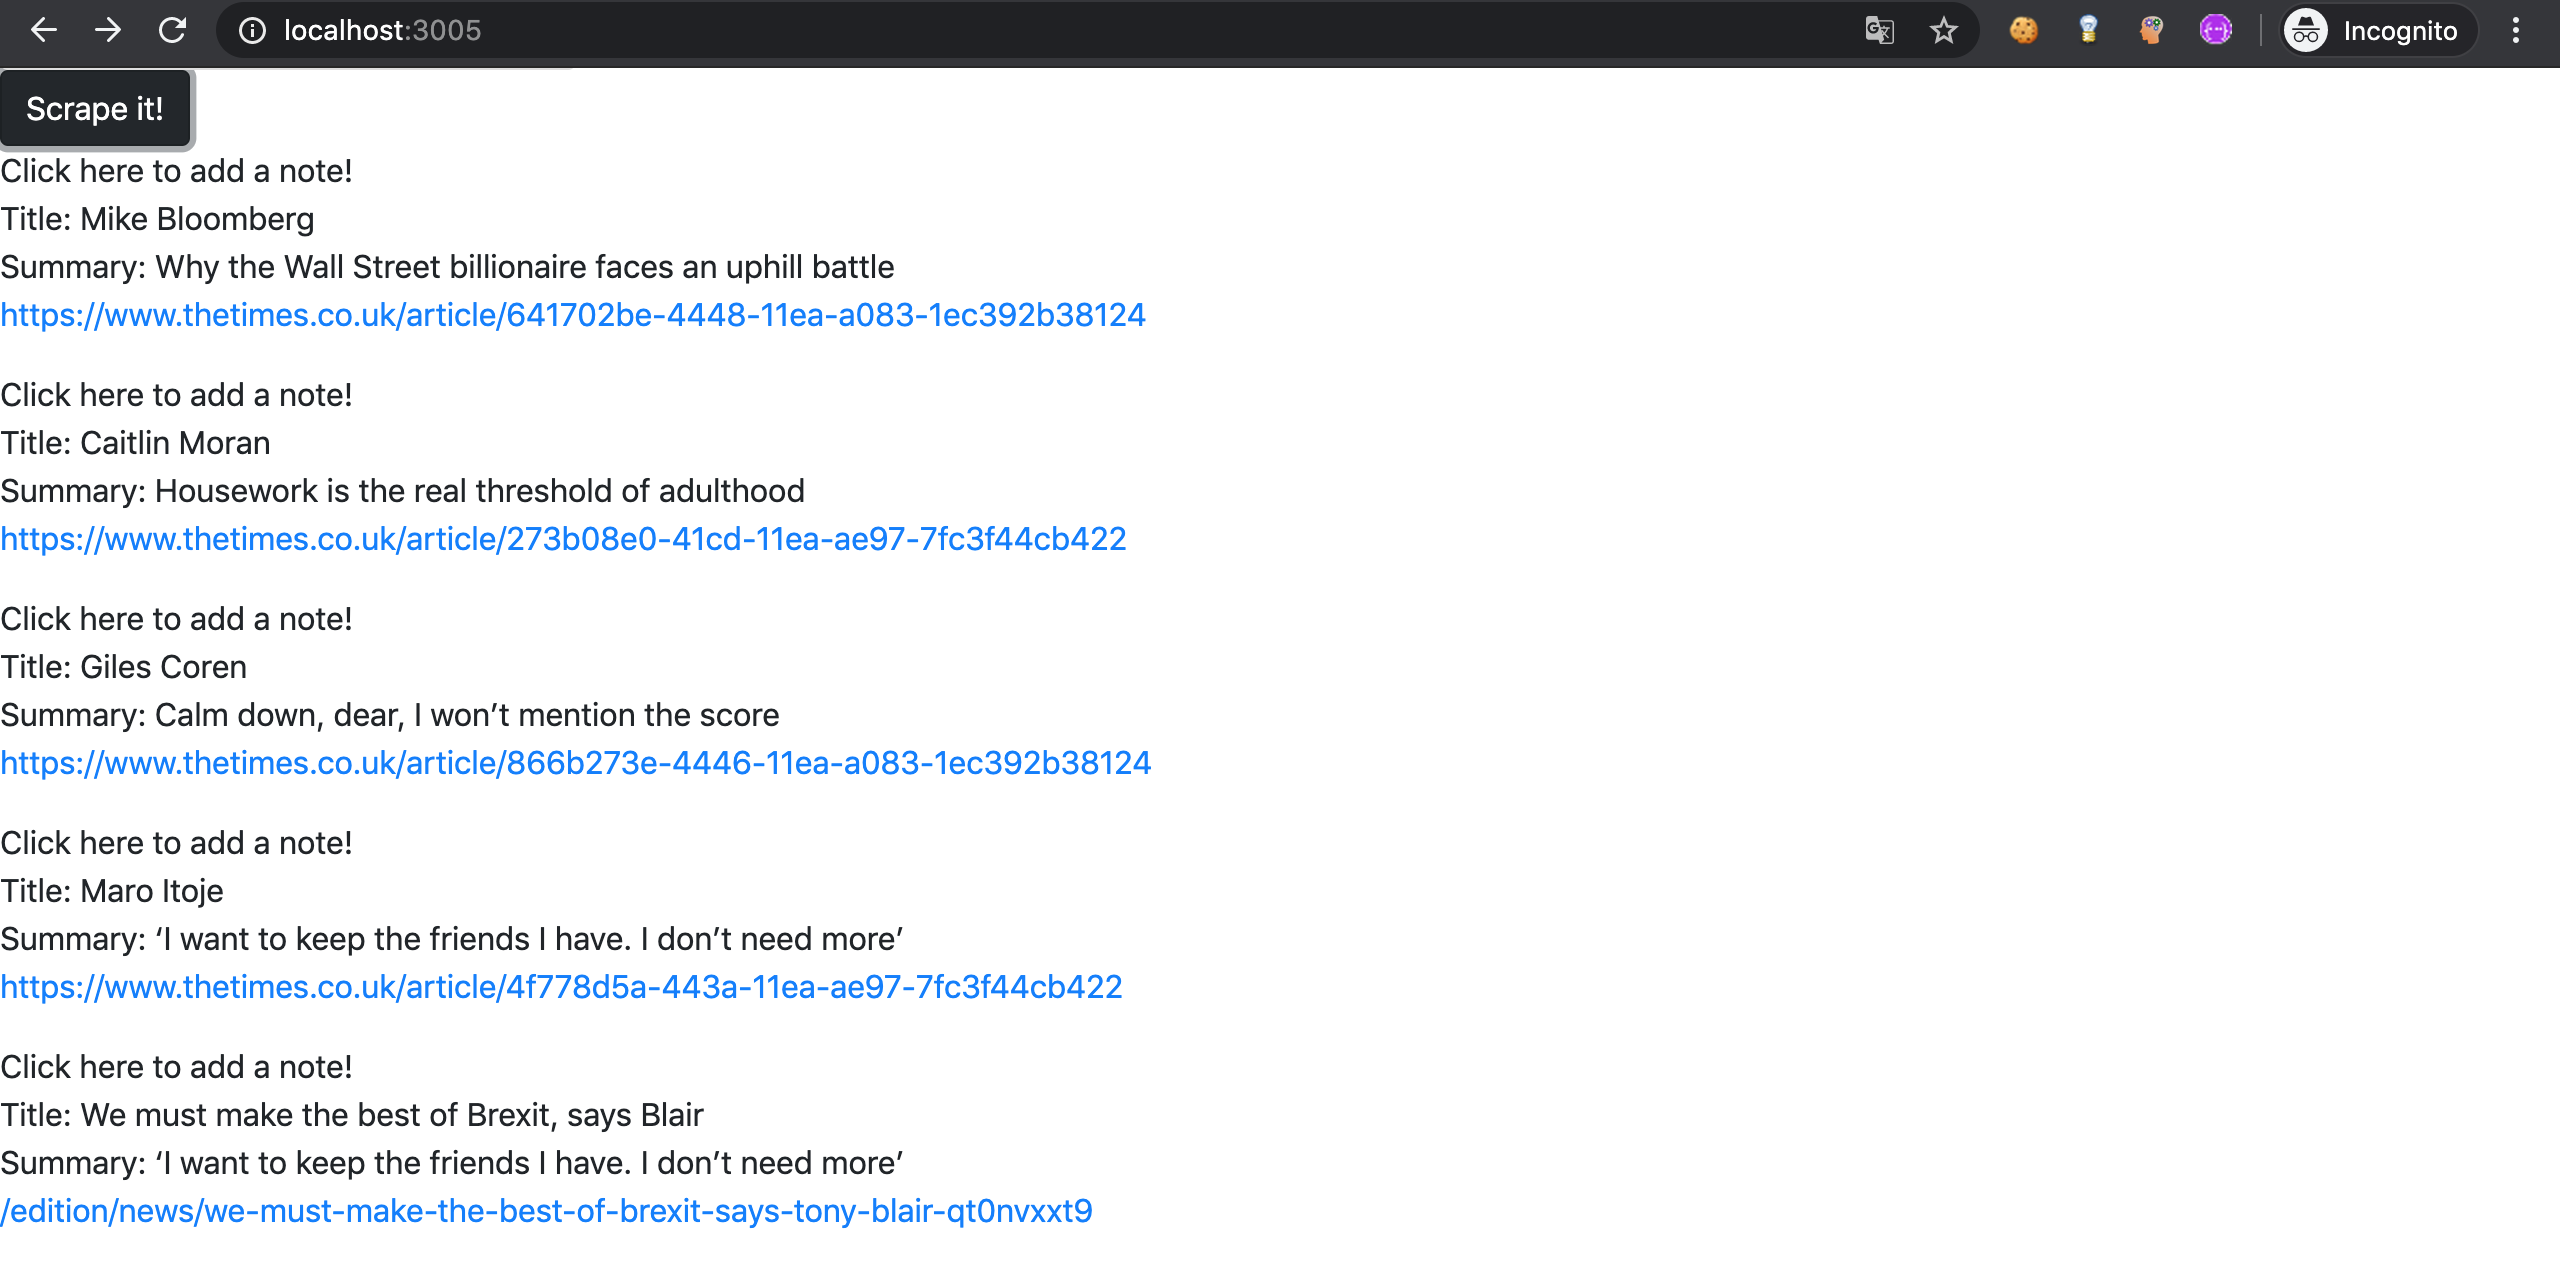 localhost:3005
Incognito
Scrape it!
Click here to add a note!
Title: Mike Bloomberg
Summary: Why the Wall Street billionaire faces an uphill battle
https://www.thetimes.co.uk/article/641702be-4448-11ea-a083-1ec392b38124
Click here to add a note!
Title: Caitlin Moran
Summary: Housework is the real threshold of adulthood
https://www.thetimes.co.uk/article/273b08e0-41cd-11ea-ae97-7fc3f44cb422
Click here to add a note!
Title: Giles Coren
Summary: Calm down, dear, I won’t mention the score
https://www.thetimes.co.uk/article/866b273e-4446-11ea-a083-1ec392b38124
Click here to add a note!
Title: Maro Itoje
Summary: ‘I want to keep the friends I have. I don’t need more’
https://www.thetimes.co.uk/article/4f778d5a-443a-11ea-ae97-7fc3f44cb422
Click here to add a note!
Title: We must make the best of Brexit, says Blair
Summary: ‘I want to keep the friends I have. I don’t need more’
/edition/news/we-must-make-the-best-of-brexit-says-tony-blair-qt0nvxxt9